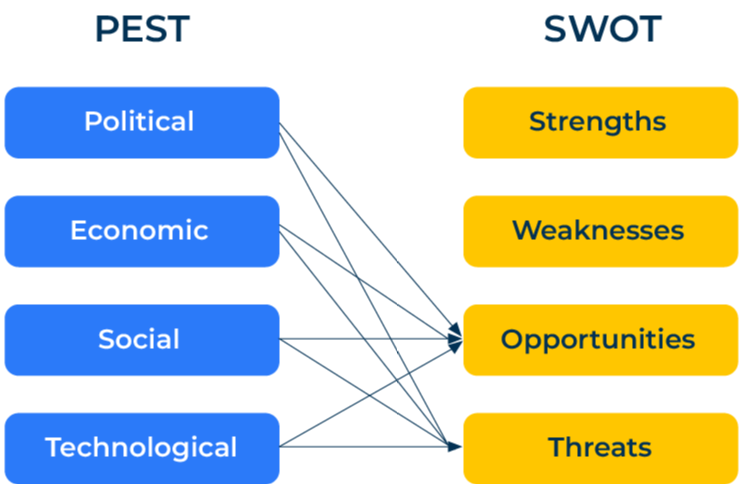 PEST
SWOT
Political
Strengths
Economic
Weaknesses
Social
Opportunities
Technological
Threats